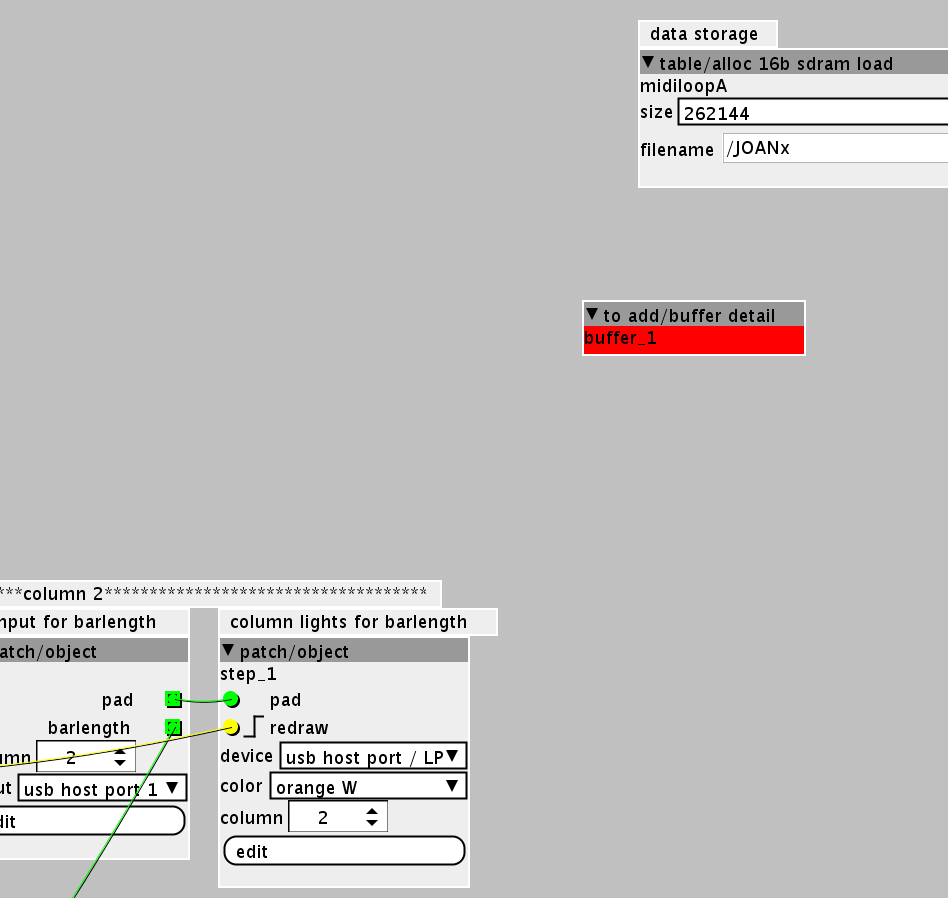 data storage
table/alloc 16b sdram load
midiloopA
size 262144
filename /JOANx
to add/buffer detail
buffer_1
***column 2************************************
nput for barlength
column lights for barlength
atch/object
patch/object
step_1
pad
pad
barlength
redraw
umn 2
device usb host port / LP
ut usb host port 1
color orange W
dit
column 2
edit